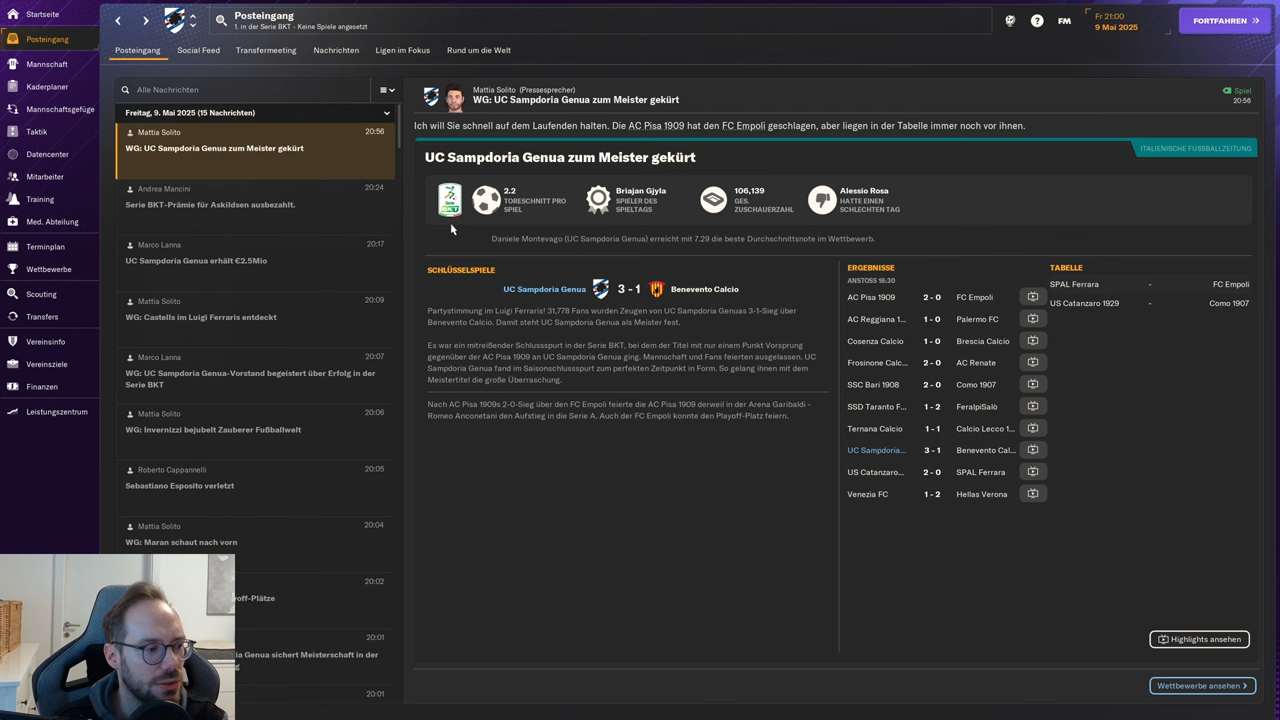 Startseite
Posteingang
Mannschaft
Kaderplaner
Mannschaftsgefüge
Taktik
Datencenter
Mitarbeiter
Training
Med. Abteilung
Terminplan
Wettbewerbe
Scouting
Transfers
Vereinsinfo
Vereinsziele
Finanzen
Leistungszentrum
Posteingang
1. in der Serie BKT - Keine Spiele angesetzt
FM
Fr 21:00
9 Mai 2025
FORTFAHREN
Posteingang
Social Feed
Transfermeeting
Nachrichten
Ligen im Fokus
Rund um die Welt
Alle Nachrichten
Freitag, 9. Mai 2025 (15 Nachrichten)
Mattia Solito 20:56
WG: UC Sampdoria Genua zum Meister gekürt
Andrea Mancini 20:24
Serie BKT-Prämie für Askildsen ausbezahlt.
Marco Lanna 20:17
UC Sampdoria Genua erhält €2.5Mio
Mattia Solito 20:09
WG: Castells im Luigi Ferraris entdeckt
Marco Lanna 20:07
WG: UC Sampdoria Genua-Vorstand begeistert über Erfolg in der
Serie BKT
Mattia Solito 20:06
WG: Invernizzi bejubelt Zauberer Fußballwelt
Roberto Cappannelli 20:05
Sebastiano Esposito verletzt
Mattia Solito 20:04
WG: Maran schaut nach vorn
20:02
off-Plätze
20:01
ia Genua sichert Meisterschaft in der
20:01
Mattia Solito (Pressesprecher)
WG: UC Sampdoria Genua zum Meister gekürt
Spiel
20:56
Ich will Sie schnell auf dem Laufenden halten. Die AC Pisa 1909 hat den FC Empoli geschlagen, aber liegen in der Tabelle immer noch vor ihnen.
ITALIENISCHE FUSSBALLZEITUNG
UC Sampdoria Genua zum Meister gekürt
SERIE BKT
2.2
TORESCHNITT PRO
SPIEL
Briajan Gjyla
SPIELER DES
SPIELTAGS
106,139
GES.
ZUSCHAUERZAHL
Alessio Rosa
HATTE EINEN
SCHLECHTEN TAG
Daniele Montevago (UC Sampdoria Genua) erreicht mit 7.29 die beste Durchschnittsnote im Wettbewerb.
SCHLÜSSELSPIELE
UC Sampdoria Genua 3 - 1 Benevento Calcio
Partystimmung im Luigi Ferraris! 31,778 Fans wurden Zeugen von UC Sampdoria Genuas 3-1-Sieg über
Benevento Calcio. Damit steht UC Sampdoria Genua als Meister fest.
Es war ein mitreißender Schlussspurt in der Serie BKT, bei dem der Titel mit nur einem Punkt Vorsprung
gegenüber der AC Pisa 1909 an UC Sampdoria Genua ging. Mannschaft und Fans feierten ausgelassen. UC
Sampdoria Genua fand im Saisonschlussspurt zum perfekten Zeitpunkt in Form. So gelang ihnen mit dem
Meistertitel die große Überraschung.
Nach AC Pisa 1909s 2-0-Sieg über den FC Empoli feierte die AC Pisa 1909 derweil in der Arena Garibaldi -
Romeo Anconetani den Aufstieg in die Serie A. Auch der FC Empoli konnte den Playoff-Platz feiern.
ERGEBNISSE
ANSTOSS 18:30
AC Pisa 1909 2 - 0 FC Empoli
AC Reggiana 1... 1 - 0 Palermo FC
Cosenza Calcio 1 - 0 Brescia Calcio
Frosinone Calc... 2 - 0 AC Renate
SSC Bari 1908 2 - 0 Como 1907
SSD Taranto F... 1 - 2 FeralpiSalò
Ternana Calcio 1 - 1 Calcio Lecco 1...
UC Sampdoria... 3 - 1 Benevento Cal...
US Catanzaro... 2 - 0 SPAL Ferrara
Venezia FC 1 - 2 Hellas Verona
TABELLE
SPAL Ferrara - FC Empoli
US Catanzaro 1929 - Como 1907
Highlights ansehen
Wettbewerbe ansehen